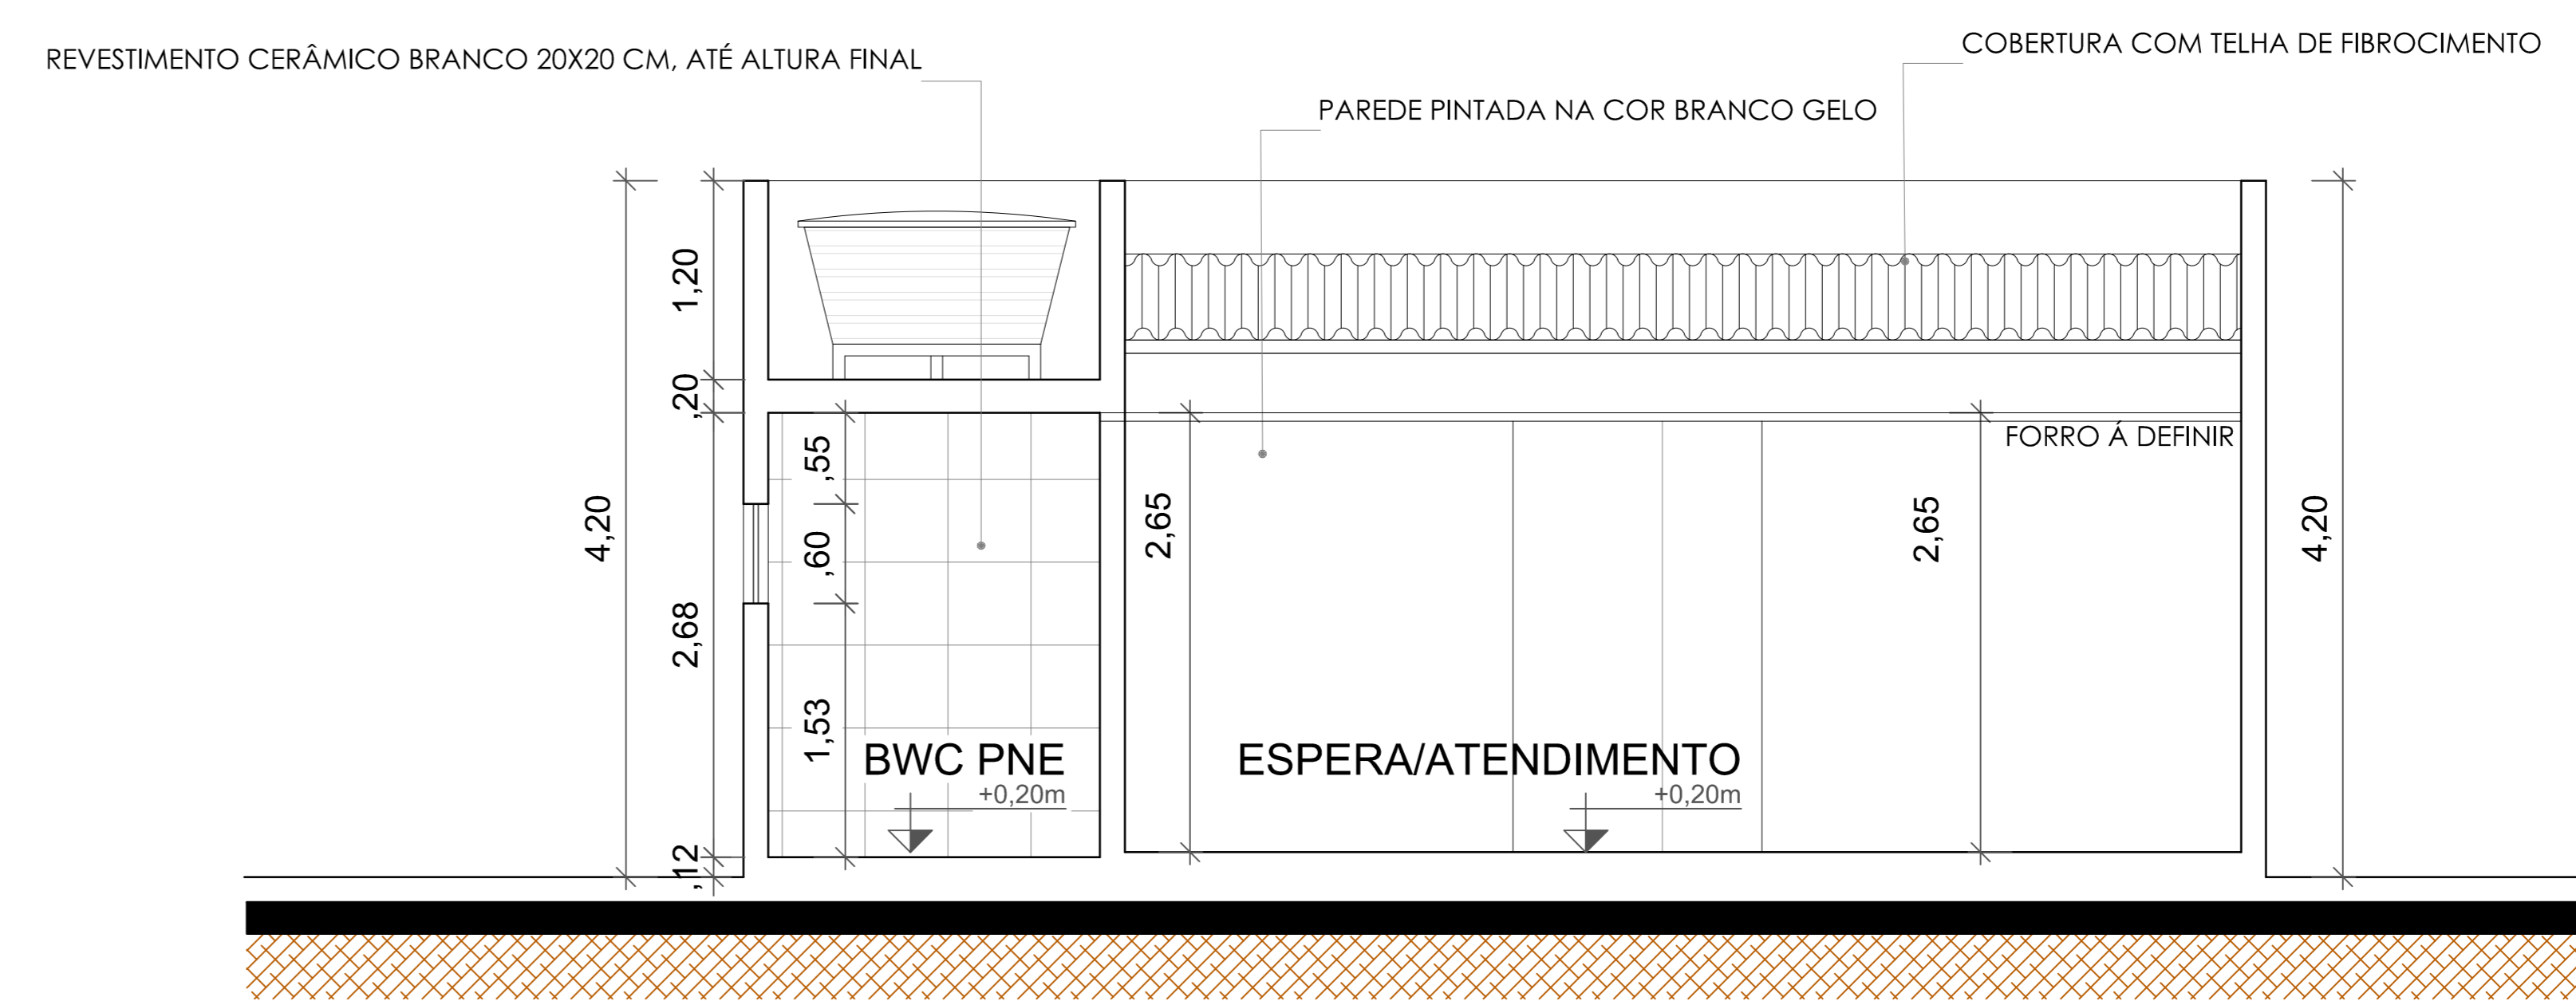 COBERTURA COM TELHA DE FIBROCIMENTO
REVESTIMENTO CERÂMICO BRANCO 20X20 CM, ATÉ ALTURA FINAL
PAREDE PINTADA NA COR BRANCO GELO
1,20
,20
FORRO Á DEFINIR
,55
4,20
2,65
2,65
4,20
,60
2,68
1,53
BWC PNE
+0,20m
ESPERA/ATENDIMENTO
+0,20m
,12